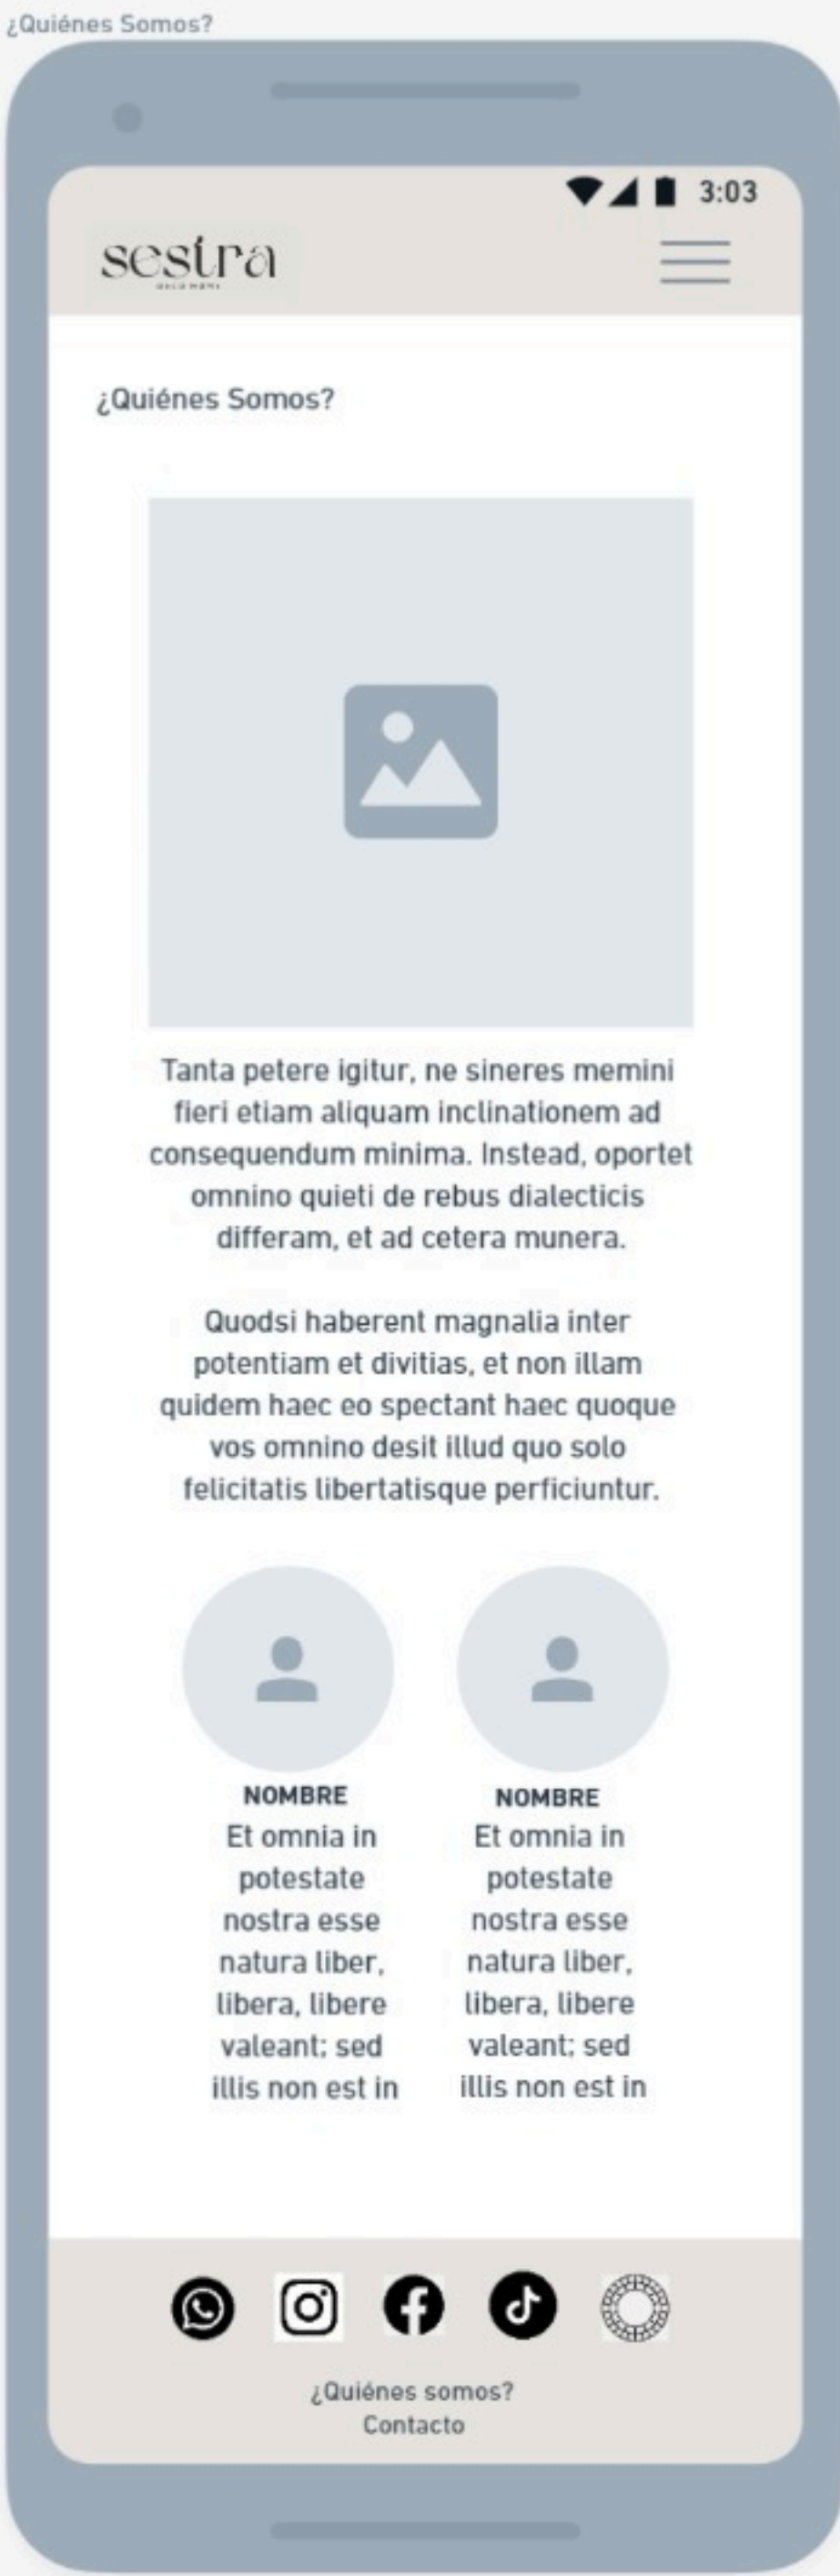 ¿Quiénes Somos?
3:03
sestra
¿Quiénes Somos?
Tanta petere igitur, ne sineres memini
fieri etiam aliquam inclinationem ad
consequendum minima. Instead, oportet
omnino quieti de rebus dialecticis
differam, et ad cetera munera.
Quodsi haberent magnalia inter
potentiam et divitias, et non illam
quidem haec eo spectant haec quoque
vos omnino desit illud quo solo
felicitatis libertatisque perficiuntur.
NOMBRE
Et omnia in
potestate
nostra esse
natura liber,
libera, libere
valeant; sed
illis non est in
NOMBRE
Et omnia in
potestate
nostra esse
natura liber,
libera, libere
valeant; sed
illis non est in
¿Quiénes somos?
Contacto